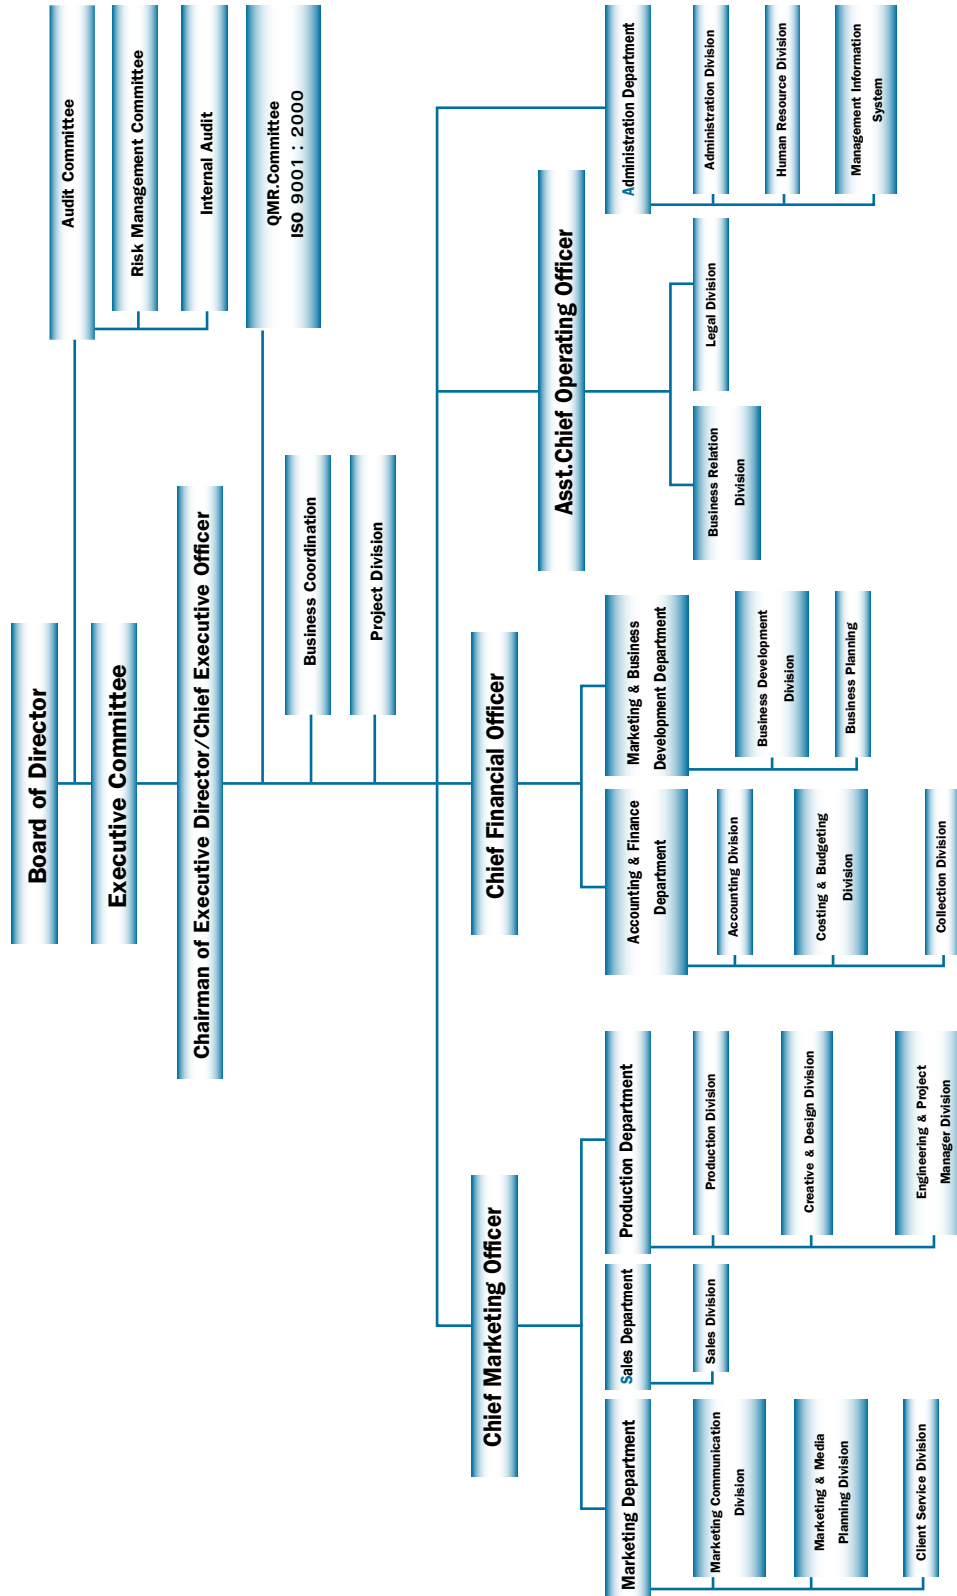 Board of Director
Audit Committee
Risk Management Committee
Internal Audit
Executive Committee
Chairman of Executive Director/Chief Executive Officer
QMR.Committee
ISO 9001 : 2000
Business Coordination
Project Division
Chief Marketing Officer
Chief Financial Officer
Asst.Chief Operating Officer
Marketing Department
Marketing Communication
Division
Marketing & Media
Planning Division
Client Service Division
Sales Department
Sales Division
Production Department
Production Division
Creative & Design Division
Engineering & Project
Manager Division
Accounting & Finance
Department
Accounting Division
Costing & Budgeting
Division
Collection Division
Marketing & Business
Development Department
Business Development
Division
Business Planning
Business Relation
Division
Legal Division
Administration Department
Administration Division
Human Resource Division
Management Information
System